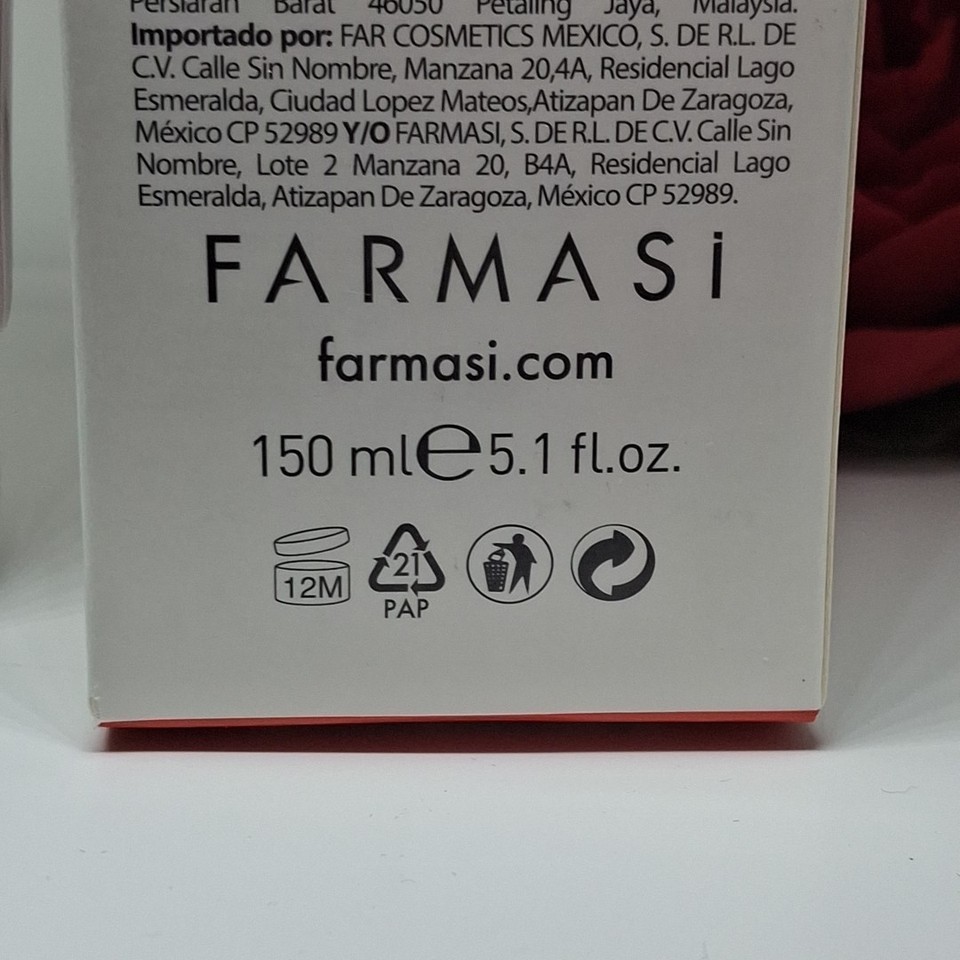 Persiaran Barat 46050 Petaling Jaya, Malaysia.
Importado por: FAR COSMETICS MEXICO, S. DE R.L. DE
C.V. Calle Sin Nombre, Manzana 20,4A, Residencial Lago
Esmeralda, Ciudad Lopez Mateos,Atizapan De Zaragoza,
México CP 52989 Y/O FARMASI, S. DE R.L. DE C.V. Calle Sin
Nombre, Lote 2 Manzana 20, B4A, Residencial Lago
Esmeralda, Atizapan De Zaragoza, México CP 52989.
FARMASi
farmasi.com
150 ml℮5.1 fl.oz.
12M 21
PAP